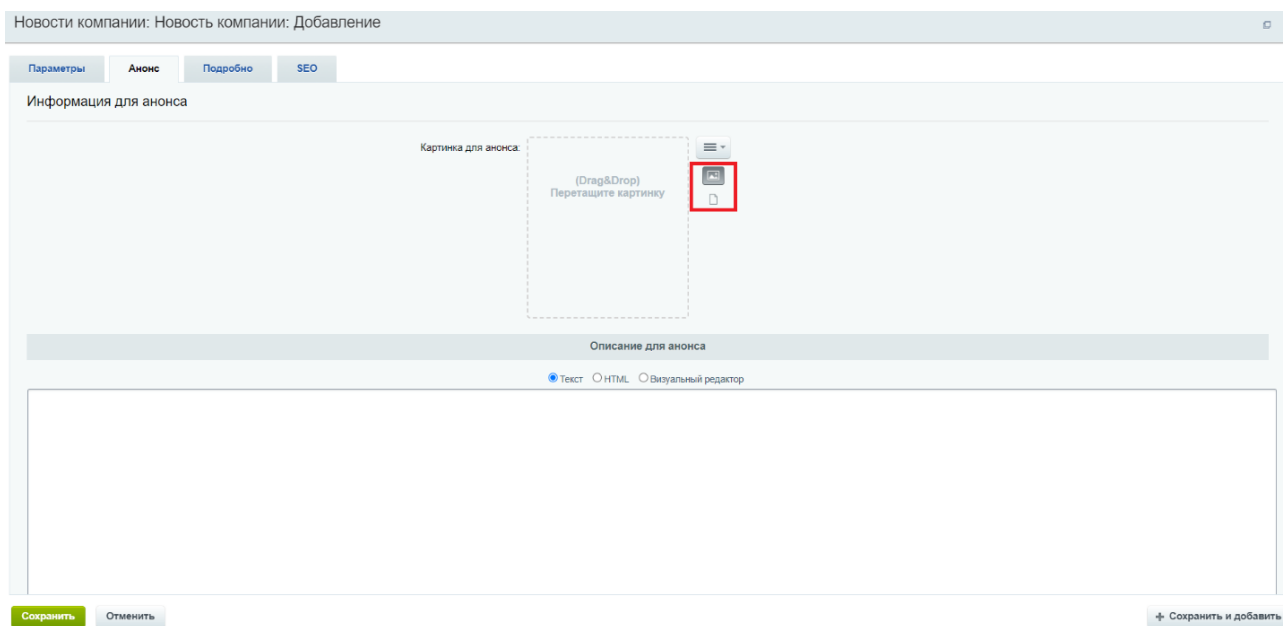 Новости компании: Новость компании: Добавление
Параметры Анонс Подробно SEO
Информация для анонса
Картинка для анонса:
(Drag&Drop)
Перетащите картинку
Описание для анонса
Текст HTML Визуальный редактор
Сохранить Отменить + Сохранить и добавить